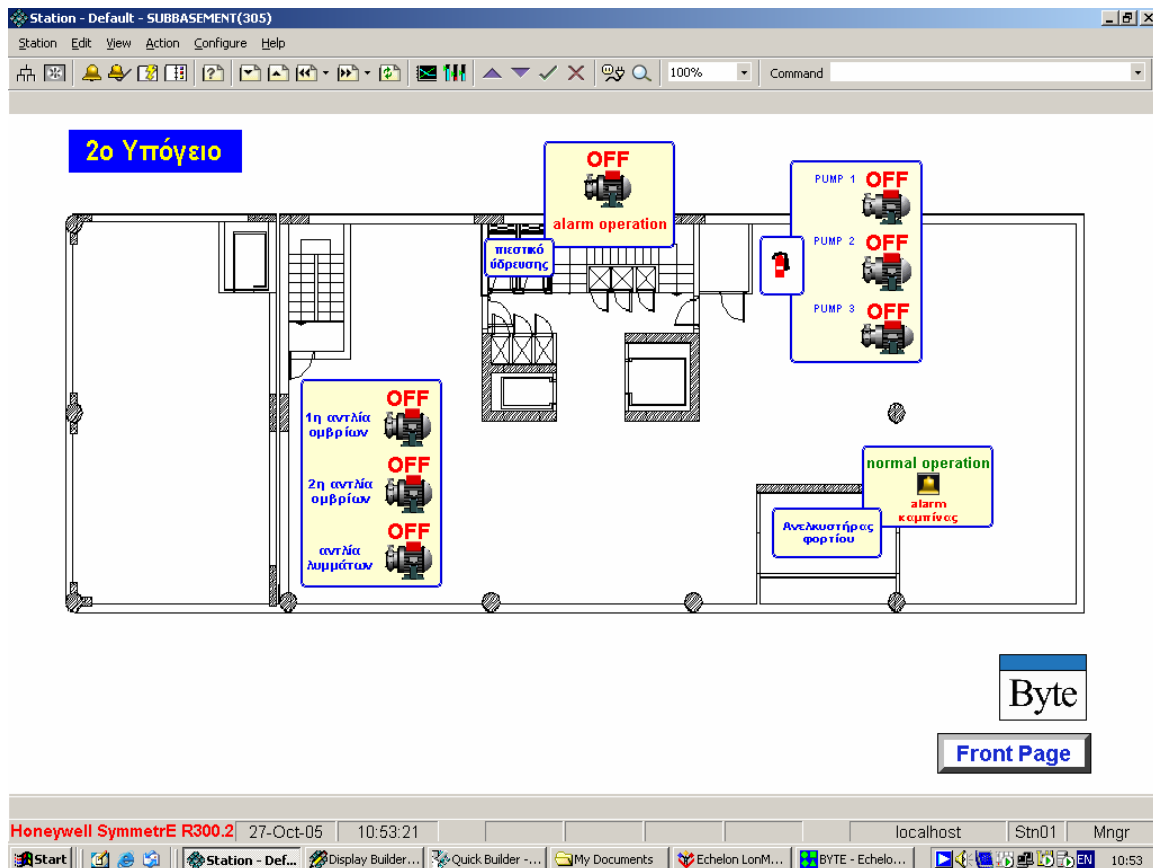 Station - Default - SUBBASEMENT(305)
Station Edit View Action Configure Help
100% Command
2ο Υπόγειο
OFF
alarm operation
πιεστικό
ύδρευσης
PUMP 1 OFF
PUMP 2 OFF
PUMP 3 OFF
OFF
1η αντλία
ομβρίων
OFF
2η αντλία
ομβρίων
OFF
αντλία
λυμμάτων
normal operation
alarm
καμπίνας
Ανελκυστήρας
φορτίου
Byte
Front Page
Honeywell SymmetrE R300.2 27-Oct-05 10:53:21 localhost Stn01 Mngr
Start Station - Def... Display Builder... Quick Builder -... My Documents Echelon LonM... BYTE - Echelo... EN 10:53